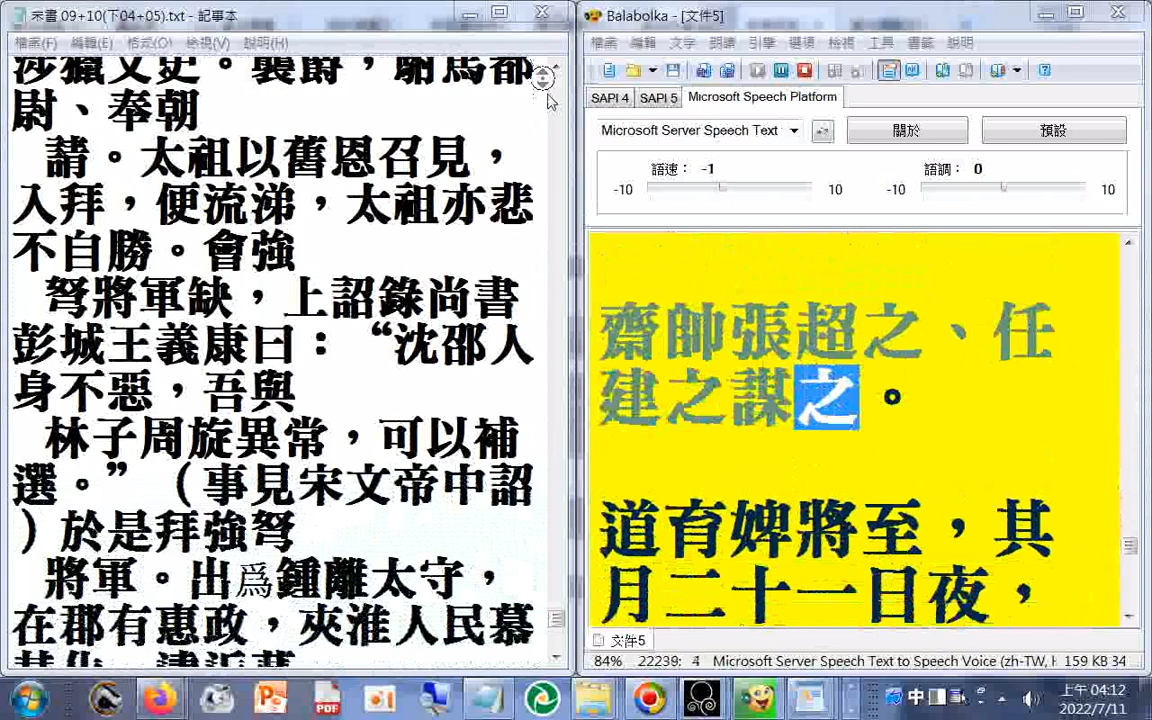 宋書 09+10(下04+05).txt - 記事本
檔案(F) 編輯(E) 格式(O) 檢視(V) 說明(H)
涉獵文史。襲爵，駙馬都
尉、奉朝
請。太祖以舊恩召見，
入拜，便流涕，太祖亦悲
不自勝。會強
弩將軍缺，上詔錄尚書
彭城王義康曰：“沈邵人
身不惡，吾與
林子周旋異常，可以補
選。”（事見宋文帝中詔
）於是拜強弩
將軍。出爲鍾離太守，
在郡有惠政，夾淮人民慕
Balabolka - [文件5]
檔案 編輯 文字 朗讀 引擎 選項 檢視 工具 書籤 說明
SAPI 4 SAPI 5 Microsoft Speech Platform
Microsoft Server Speech Text 關於 預設
語速： -1 語調： 0
-10 10 -10 10
齋帥張超之、任
建之謀之。
道育婢將至，其
月二十一日夜，
文件5
84% 22239: 4 Microsoft Server Speech Text to Speech Voice (zh-TW, H 159 KB 34
PDF 中 上午 04:12
2022/7/11